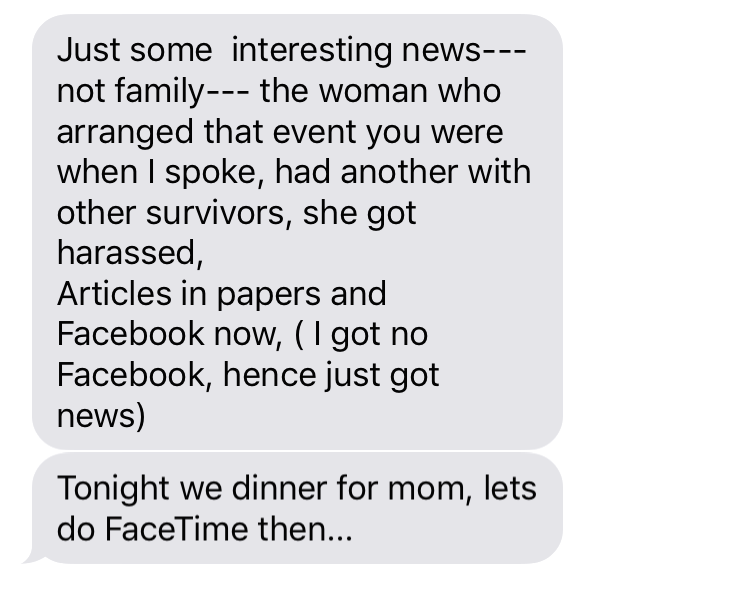 Just some  interesting news---
not family--- the woman who
arranged that event you were
when I spoke, had another with
other survivors, she got
harassed,
Articles in papers and
Facebook now, ( I got no
Facebook, hence just got
news)
Tonight we dinner for mom, lets
do FaceTime then...